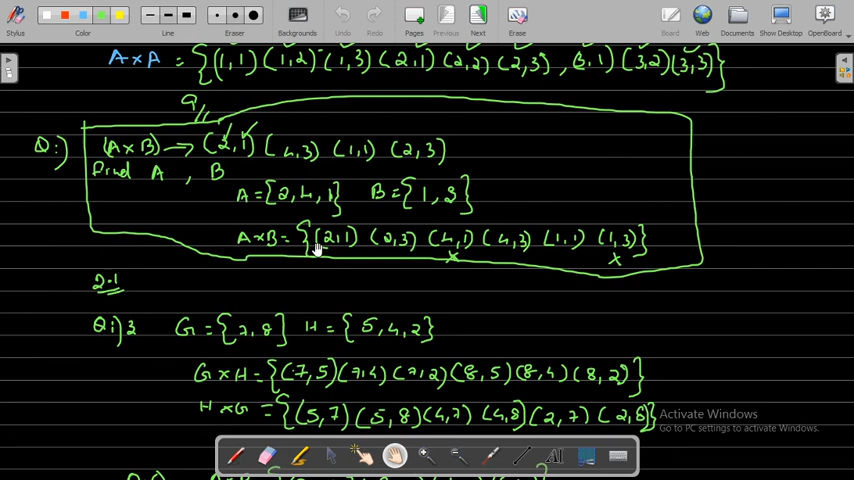 Stylus Color Line Eraser Backgrounds Undo Redo Pages Previous Next Erase Board Web Documents Show Desktop OpenBoard
A×A = {(1,1) (1,2) (1,3) (2,1) (2,2) (2,3), (3,1) (3,2) (3,3)}
Q:) (A×B) → (2,1) (4,3) (1,1) (2,3)
find A, B
A={2,4,1} B={1,3}
A×B={(2,1) (2,3) (4,1) (4,3) (1,1) (1,3)}
2.1
Q:)3 G={7,8} H={5,4,2}
G×H={(7,5)(7,4)(7,2)(8,5)(8,4)(8,2)}
H×G={(5,7)(5,8)(4,7)(4,8)(2,7)(2,8)}
Activate Windows
Go to PC settings to activate Windows.